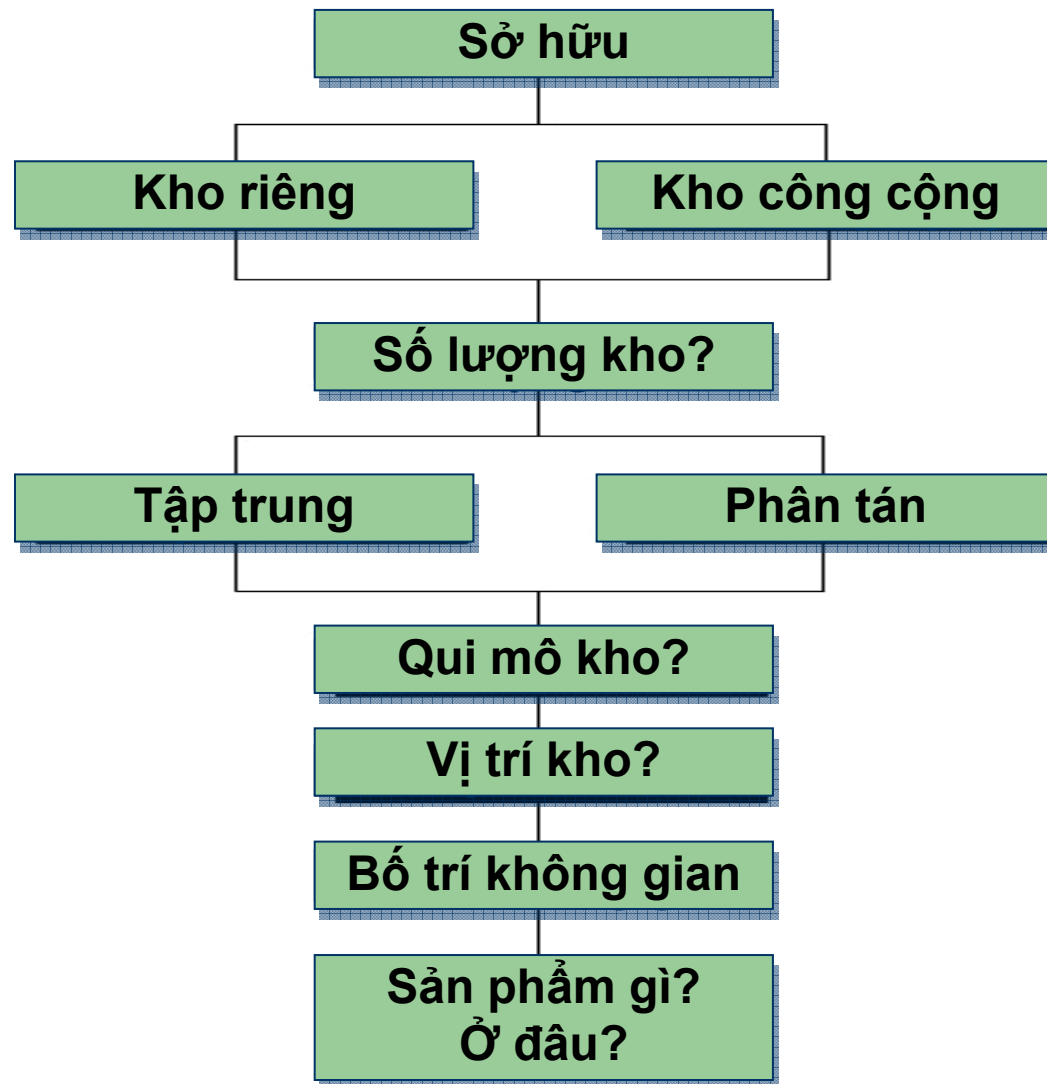 Sở hữu
Kho riêng
Kho công cộng
Số lượng kho?
Tập trung
Phân tán
Qui mô kho?
Vị trí kho?
Bố trí không gian
Sản phẩm gì?
Ở đâu?